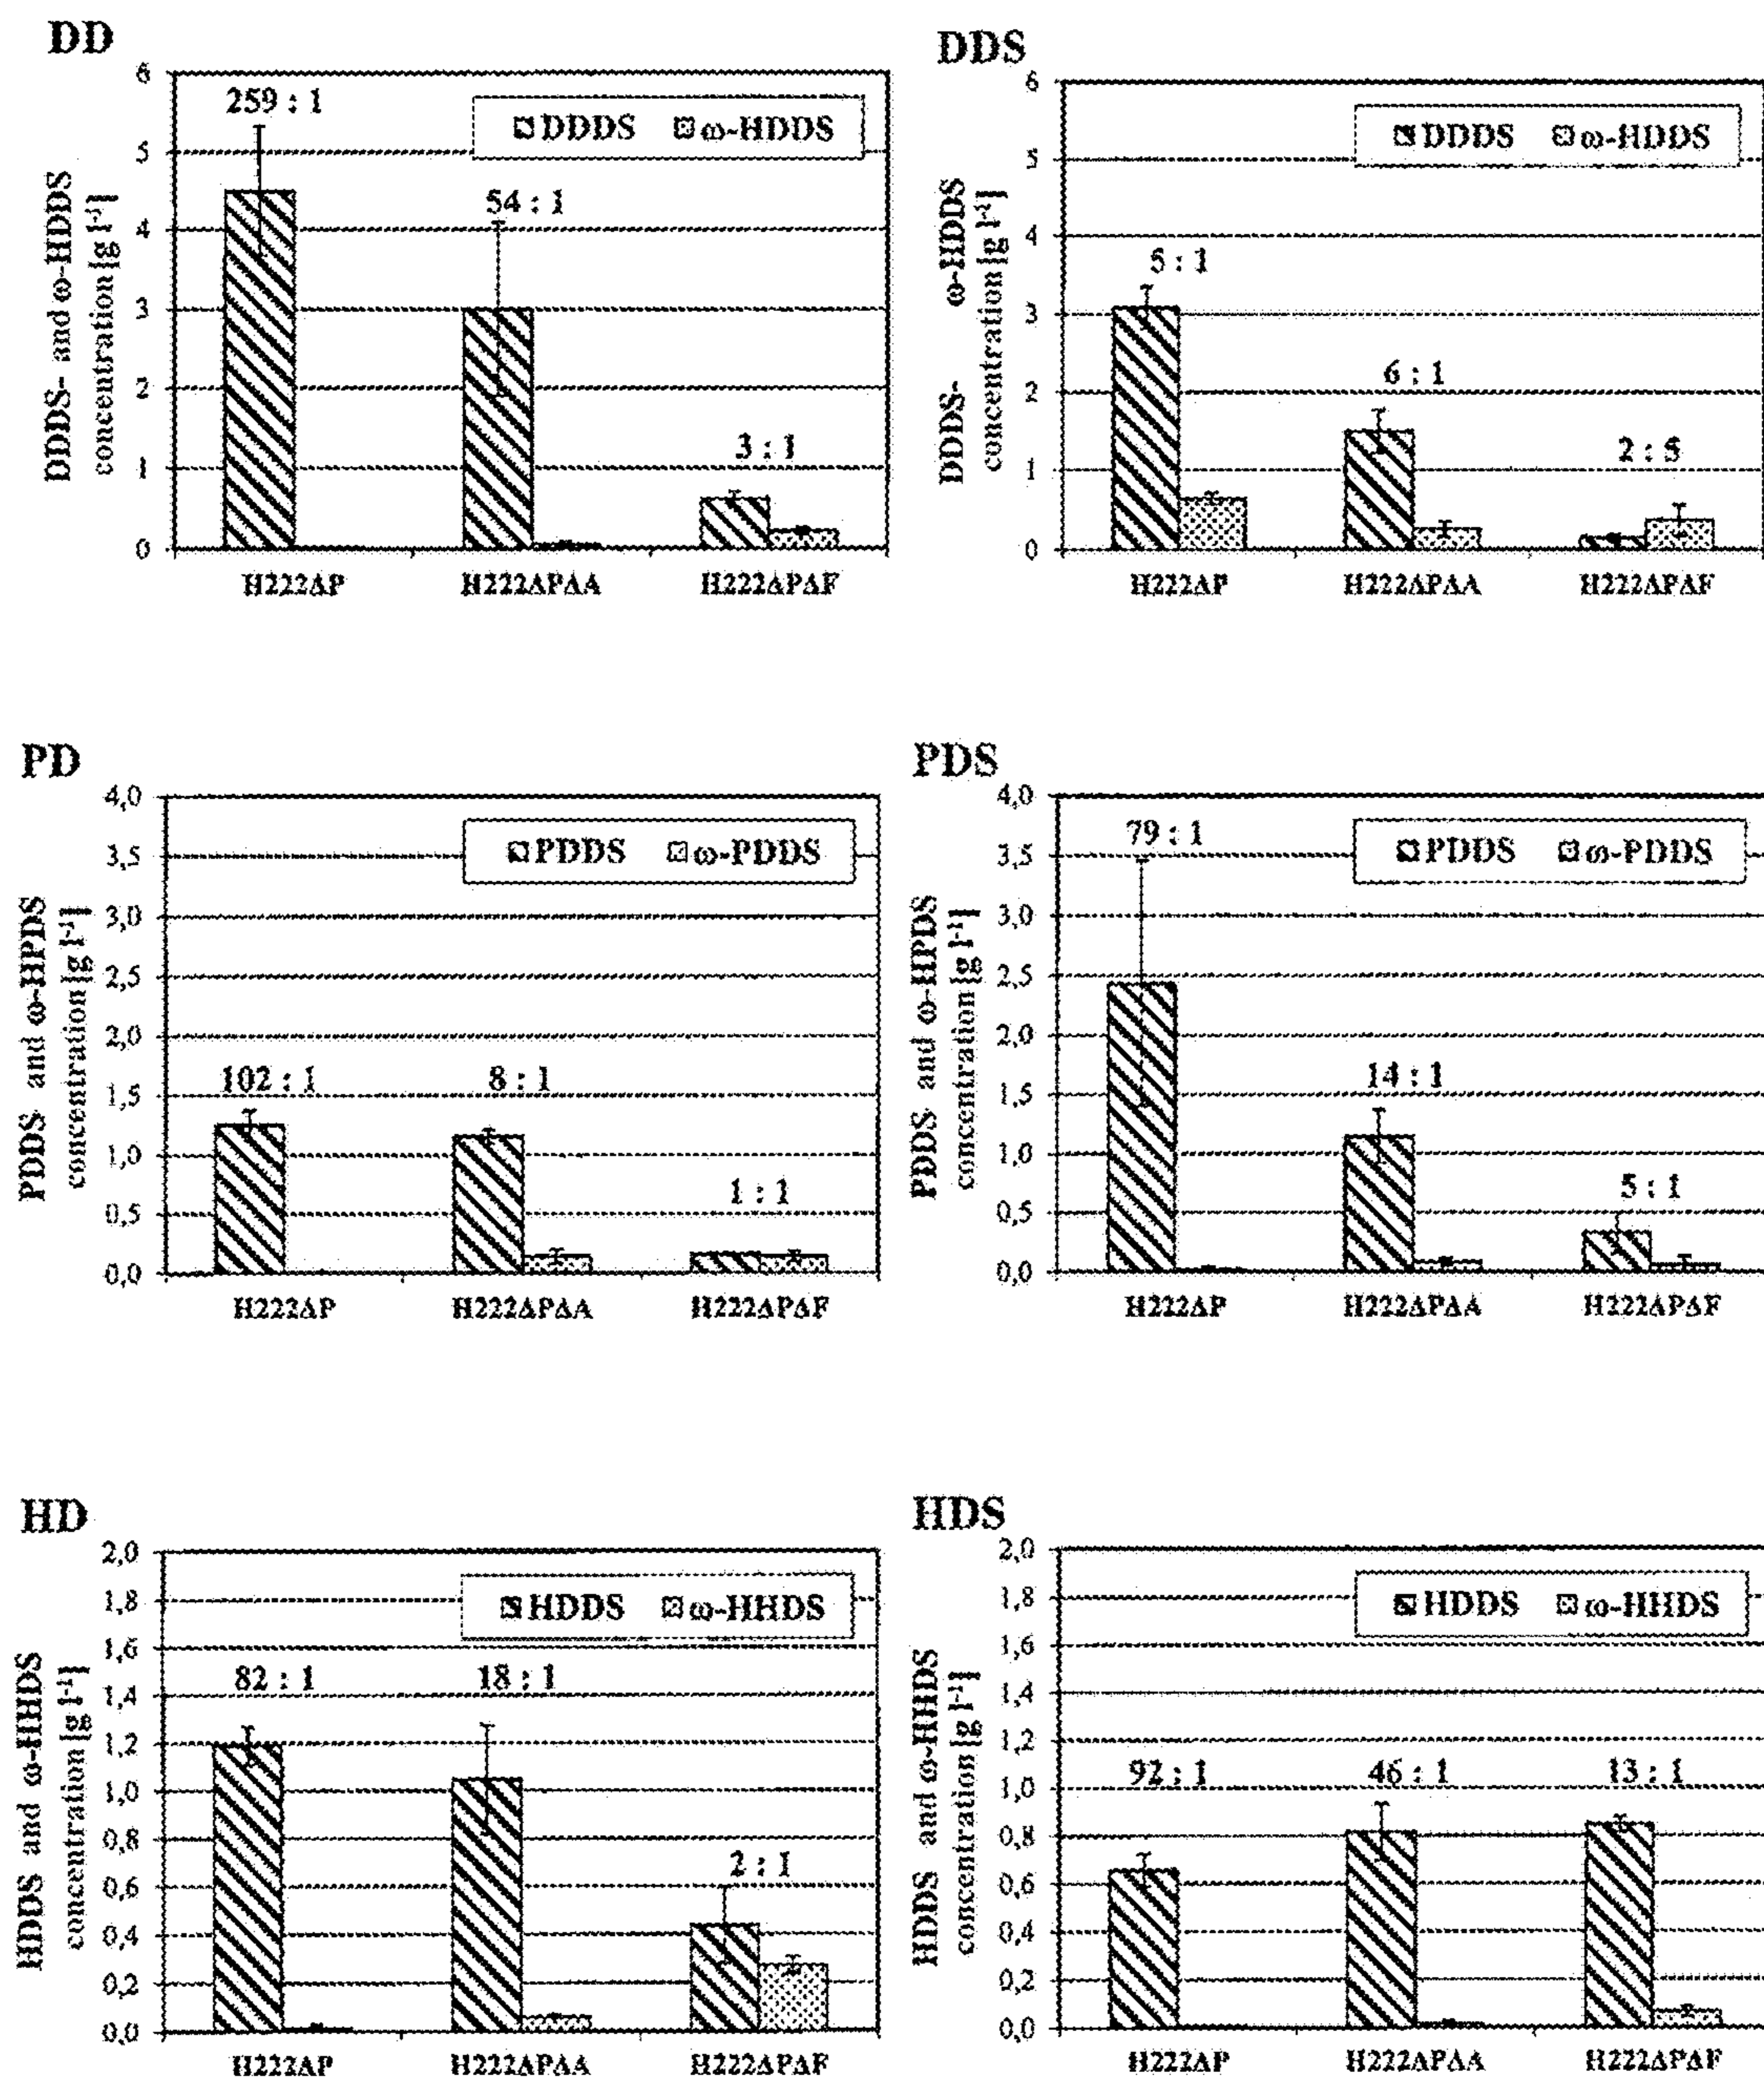 DD
DDDS- and ω-HDDS
concentration [g l⁻¹]
6
5
4
3
2
1
0
259 : 1
54 : 1
3 : 1
DDDS ω-HDDS
H222ΔP H222ΔPΔA H222ΔPΔF
DDS
DDDS- ω-HDDS
concentration [g l⁻¹]
6
5
4
3
2
1
0
5 : 1
6 : 1
2 : 5
DDDS ω-HDDS
H222ΔP H222ΔPΔA H222ΔPΔF
PD
PDDS and ω-HPDS
concentration [g l⁻¹]
4,0
3,5
3,0
2,5
2,0
1,5
1,0
0,5
0,0
102 : 1
8 : 1
1 : 1
PDDS ω-PDDS
H222ΔP H222ΔPΔA H222ΔPΔF
PDS
PDDS and ω-HPDS
concentration [g l⁻¹]
4,0
3,5
3,0
2,5
2,0
1,5
1,0
0,5
0,0
79 : 1
14 : 1
5 : 1
PDDS ω-PDDS
H222ΔP H222ΔPΔA H222ΔPΔF
HD
HDDS and ω-HHDS
concentration [g l⁻¹]
2,0
1,8
1,6
1,4
1,2
1,0
0,8
0,6
0,4
0,2
0,0
82 : 1
18 : 1
2 : 1
HDDS ω-HHDS
H222ΔP H222ΔPΔA H222ΔPΔF
HDS
HDDS and ω-HHDS
concentration [g l⁻¹]
2,0
1,8
1,6
1,4
1,2
1,0
0,8
0,6
0,4
0,2
0,0
92 : 1
46 : 1
13 : 1
HDDS ω-HHDS
H222ΔP H222ΔPΔA H222ΔPΔF